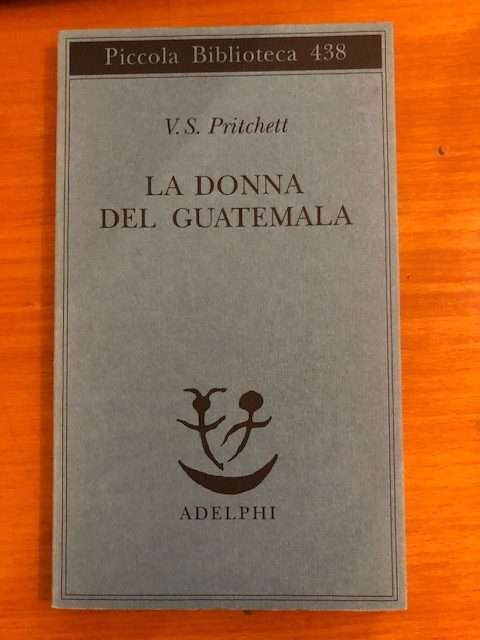 Piccola Biblioteca 438
V. S. Pritchett
LA DONNA
DEL GUATEMALA
ADELPHI